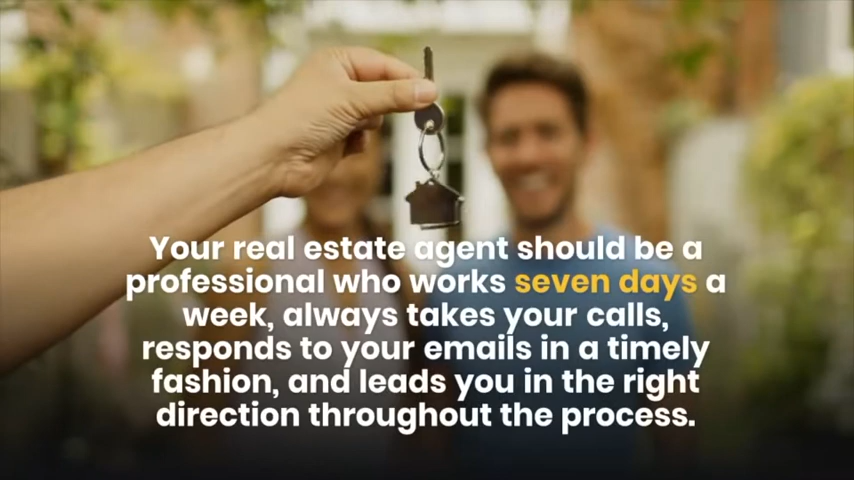 Your real estate agent should be a
professional who works seven days a
week, always takes your calls,
responds to your emails in a timely
fashion, and leads you in the right
direction throughout the process.